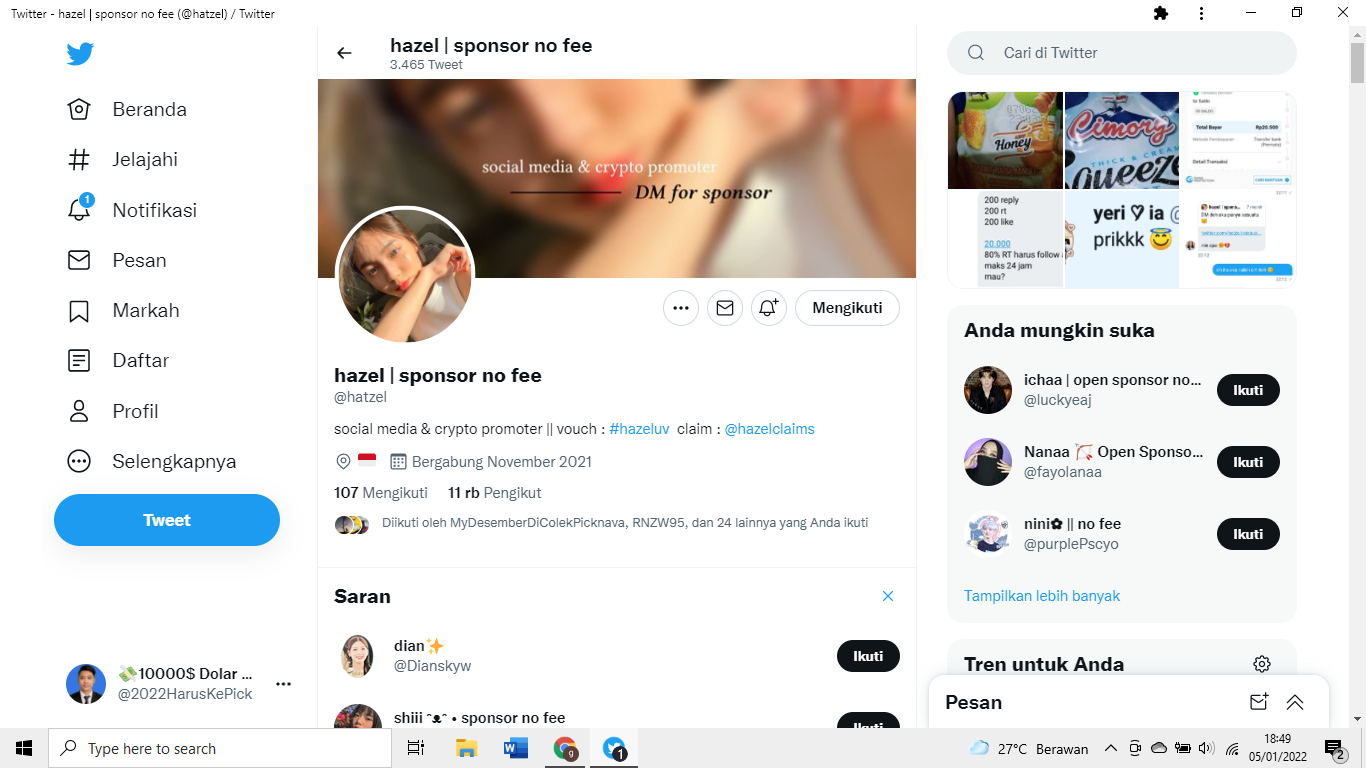 Twitter - hazel | sponsor no fee (@hatzel) / Twitter
Beranda
Jelajahi
1
Notifikasi
Pesan
Markah
Daftar
Profil
Selengkapnya
Tweet
💸10000$ Dolar ...
@2022HarusKePick
hazel | sponsor no fee
3.465 Tweet
social media & crypto promoter
DM for sponsor
Mengikuti
hazel | sponsor no fee
@hatzel
social media & crypto promoter || vouch : #hazeluv claim : @hazelclaims
Bergabung November 2021
107 Mengikuti 11 rb Pengikut
Diikuti oleh MyDesemberDiColekPicknava, RNZW95, dan 24 lainnya yang Anda ikuti
Saran
dian✨
@Dianskyw
Ikuti
shiii ˆᴥˆ • sponsor no fee
Ikuti
Cari di Twitter
Honey
Cimory
THICK & CREAM
queez
Total Bayar Rp20.500
Detail Transaksi
200 reply
200 rt
200 like
20.000
80% RT harus follow
maks 24 jam
mau?
yeri ♡ ia
prikkk 😇
Anda mungkin suka
ichaa | open sponsor no...
@luckyeaj
Ikuti
Nanaa 🏹 Open Sponso...
@fayolanaa
Ikuti
nini✿ || no fee
@purplePscyo
Ikuti
Tampilkan lebih banyak
Tren untuk Anda
Pesan
Type here to search
27°C Berawan
18:49
05/01/2022
2